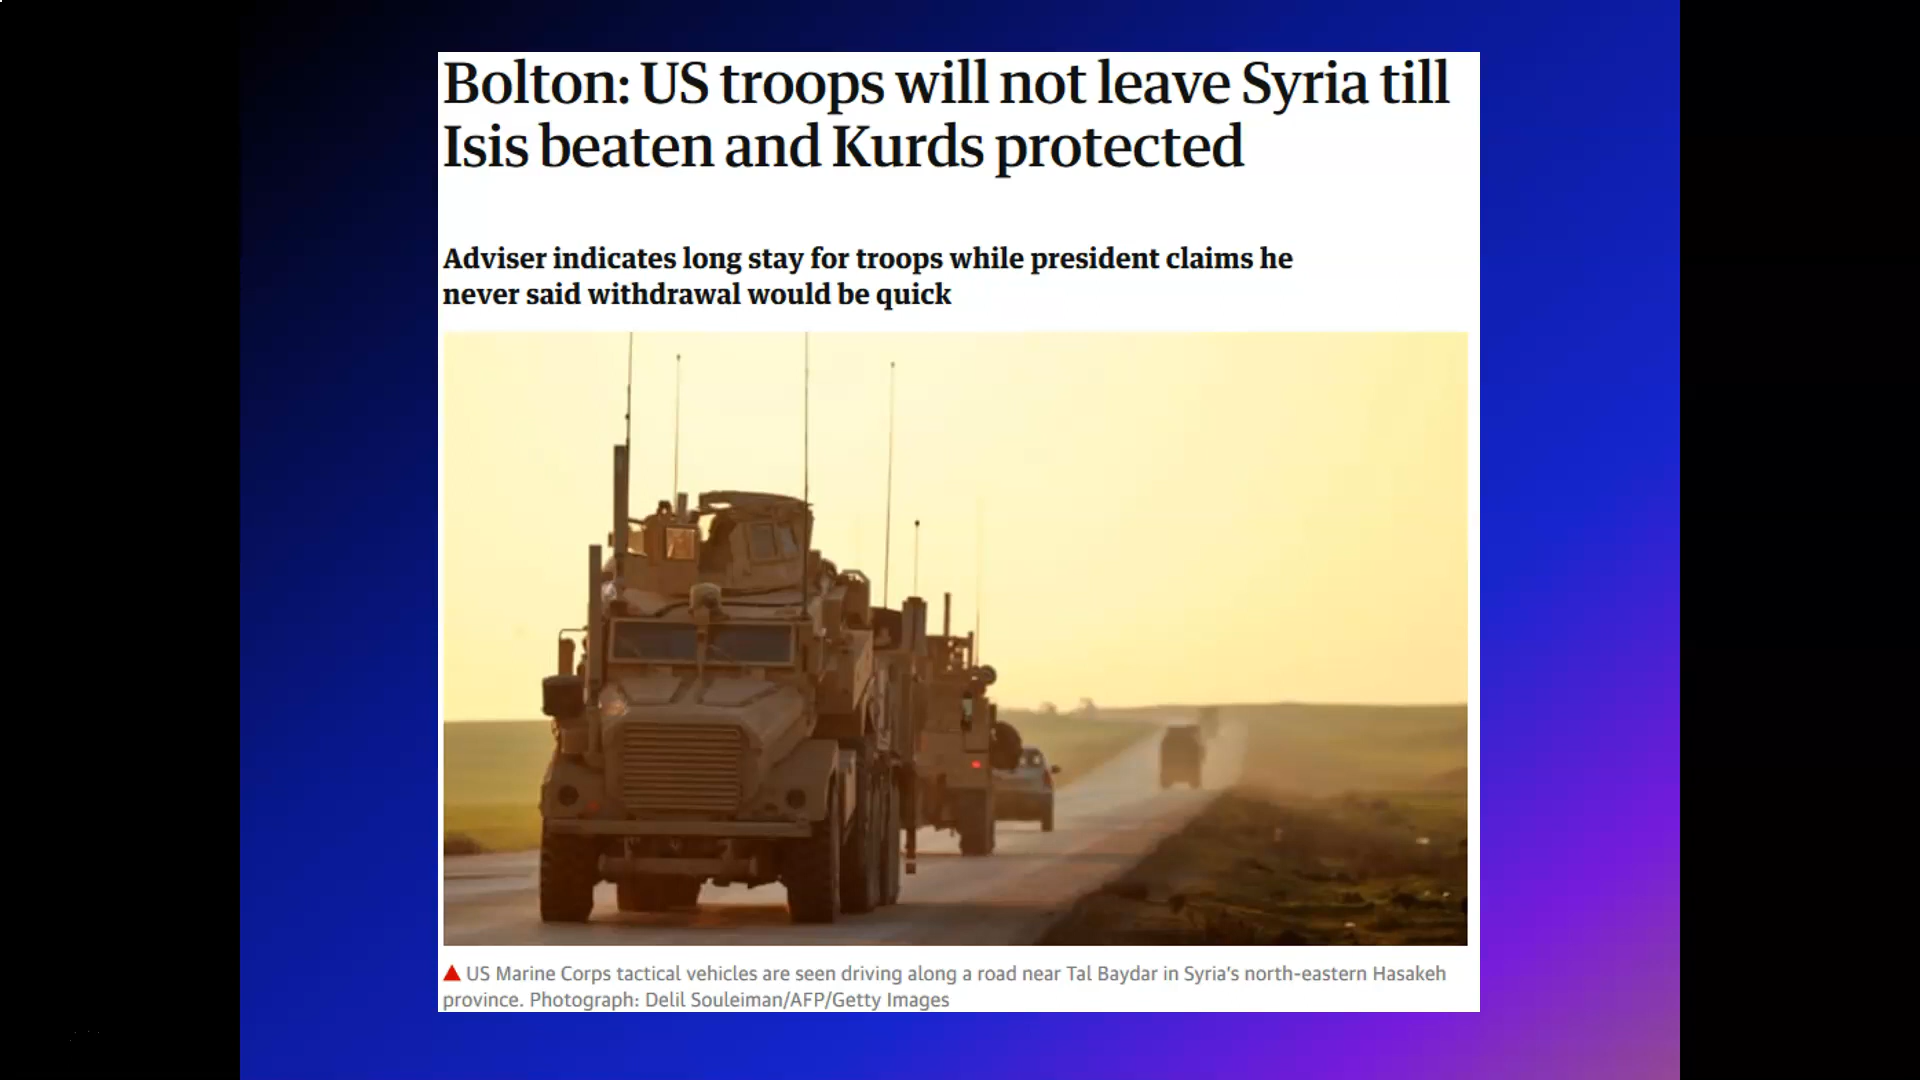 Bolton: US troops will not leave Syria till
Isis beaten and Kurds protected
Adviser indicates long stay for troops while president claims he
never said withdrawal would be quick
US Marine Corps tactical vehicles are seen driving along a road near Tal Baydar in Syria's north-eastern Hasakeh
province. Photograph: Delil Souleiman/AFP/Getty Images